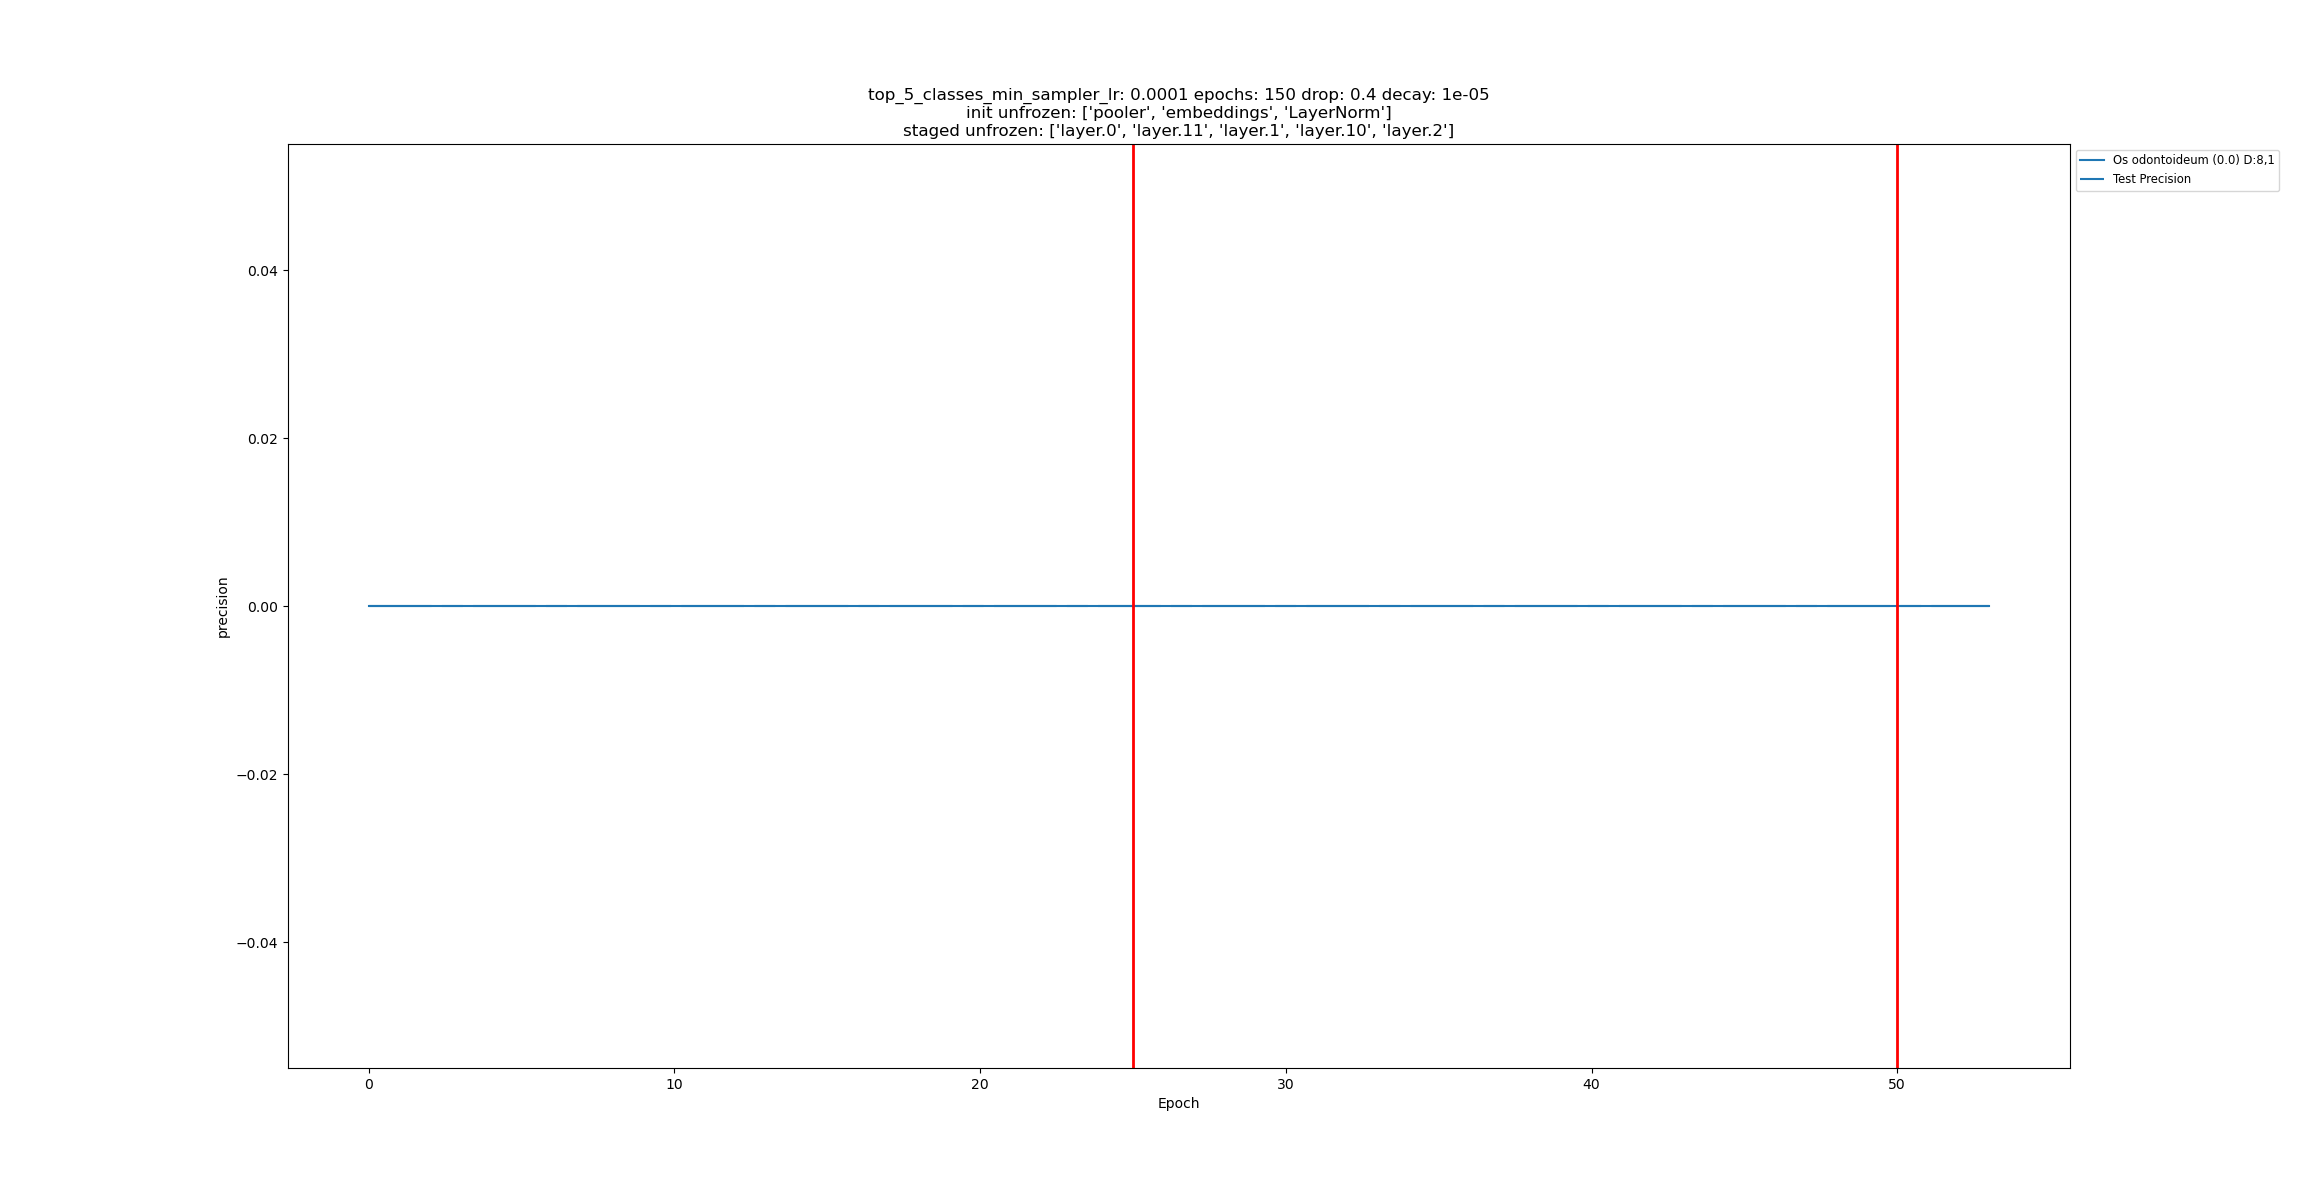 top_5_classes_min_sampler_lr: 0.0001 epochs: 150 drop: 0.4 decay: 1e-05
init unfrozen: ['pooler', 'embeddings', 'LayerNorm']
staged unfrozen: ['layer.0', 'layer.11', 'layer.1', 'layer.10', 'layer.2']
Os odontoideum (0.0) D:8,1
Test Precision
0.04
0.02
0.00
−0.02
−0.04
precision
0
10
20
30
40
50
Epoch